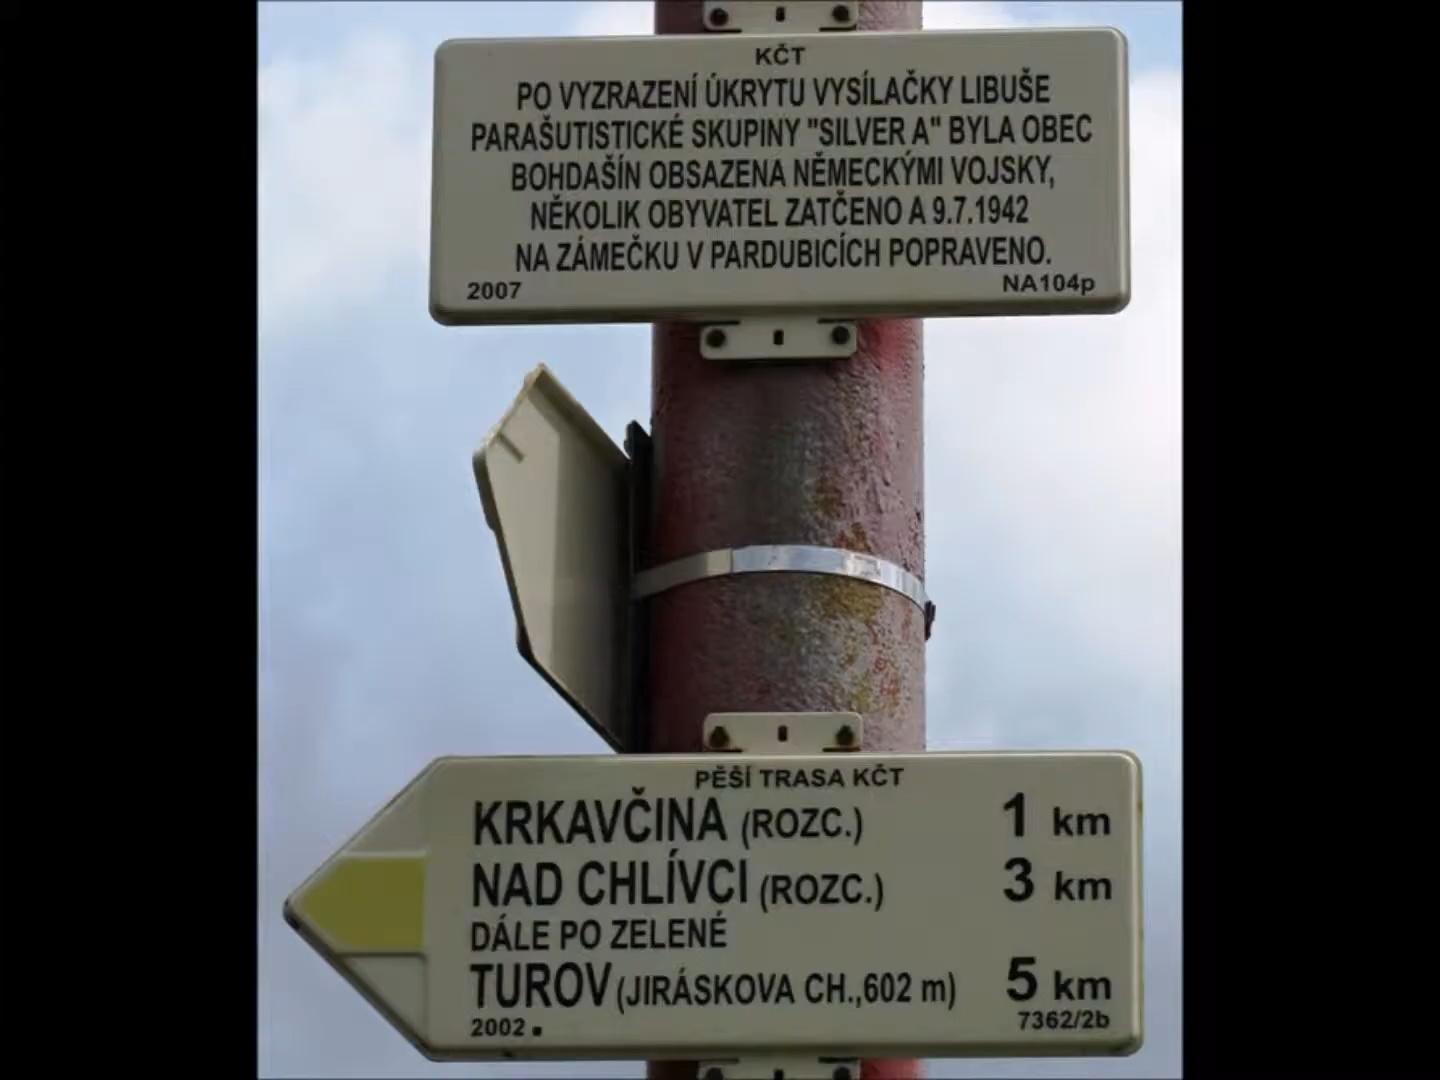 KČT
PO VYZRAZENÍ ÚKRYTU VYSÍLAČKY LIBUŠE
PARAŠUTISTICKÉ SKUPINY "SILVER A" BYLA OBEC
BOHDAŠÍN OBSAZENA NĚMECKÝMI VOJSKY,
NĚKOLIK OBYVATEL ZATČENO A 9.7.1942
NA ZÁMEČKU V PARDUBICÍCH POPRAVENO.
2007 NA104p
PĚŠÍ TRASA KČT
KRKAVČINA (ROZC.) 1 km
NAD CHLÍVCI (ROZC.) 3 km
DÁLE PO ZELENÉ
TUROV (JIRÁSKOVA CH.,602 m) 5 km
2002. 7362/2b